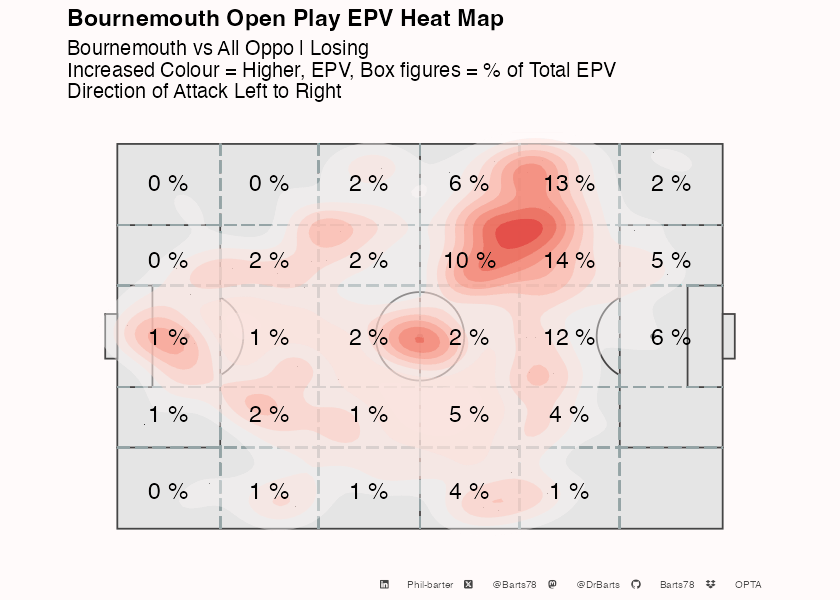 Bournemouth Open Play EPV Heat Map
Bournemouth vs All Oppo I Losing
Increased Colour = Higher, EPV, Box figures = % of Total EPV
Direction of Attack Left to Right
0 % 0 % 2 % 6 % 13 % 2 %
0 % 2 % 2 % 10 % 14 % 5 %
1 % 1 % 2 % 2 % 12 % 6 %
1 % 2 % 1 % 5 % 4 %
0 % 1 % 1 % 4 % 1 %
Phil-barter @Barts78 @DrBarts Barts78 OPTA